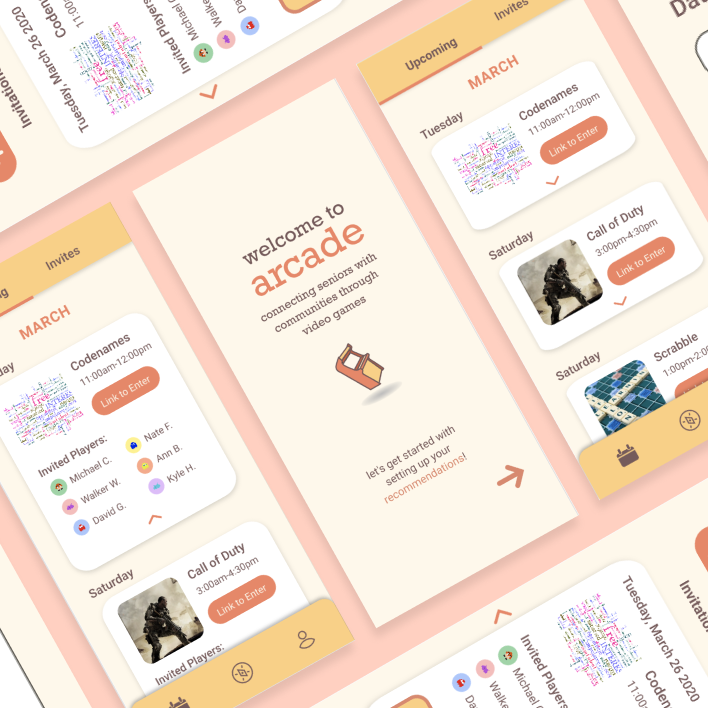 Tuesday, March 26 2020
Codena
11:00
Invited Players
Michael C
Walke
Da
Invitation
Upcoming
Invites
MARCH
Tuesday
Codenames
11:00am-12:00pm
Link to Enter
Saturday
Call of Duty
3:00pm-4:30pm
Link to Enter
Saturday
Scrabble
1:00pm-2:0
Da
welcome to
arcade
connecting seniors with
communities through
video games
let's get started with
setting up your
recommendations!
g
Invites
MARCH
day
Codenames
11:00am-12:00pm
Link to Enter
Invited Players:
Michael C.
Nate F.
Walker W.
Ann B.
David G.
Kyle H.
Saturday
Call of Duty
3:00am-4:30pm
Link to Enter
Invited Players:
Tuesday, March 26 2020
Coden
11:00
Invited Players
Michael C
Walke
Da
Invitation